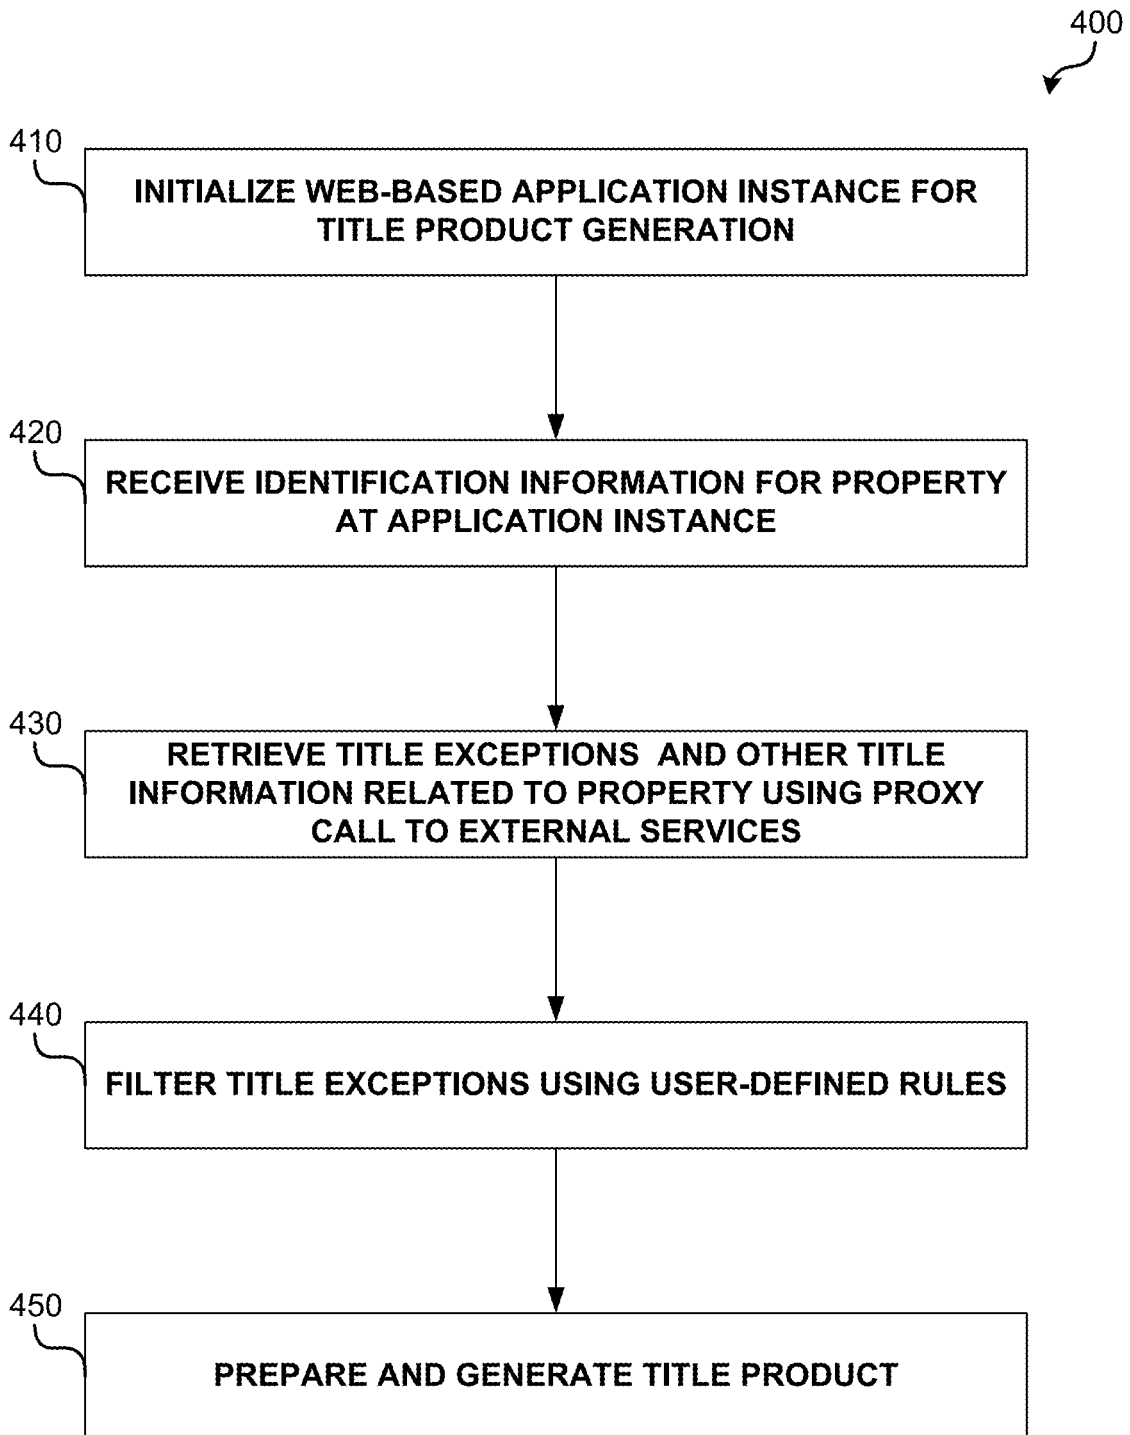 400
410
INITIALIZE WEB-BASED APPLICATION INSTANCE FOR
TITLE PRODUCT GENERATION
420
RECEIVE IDENTIFICATION INFORMATION FOR PROPERTY
AT APPLICATION INSTANCE
430
RETRIEVE TITLE EXCEPTIONS  AND OTHER TITLE
INFORMATION RELATED TO PROPERTY USING PROXY
CALL TO EXTERNAL SERVICES
440
FILTER TITLE EXCEPTIONS USING USER-DEFINED RULES
450
PREPARE AND GENERATE TITLE PRODUCT